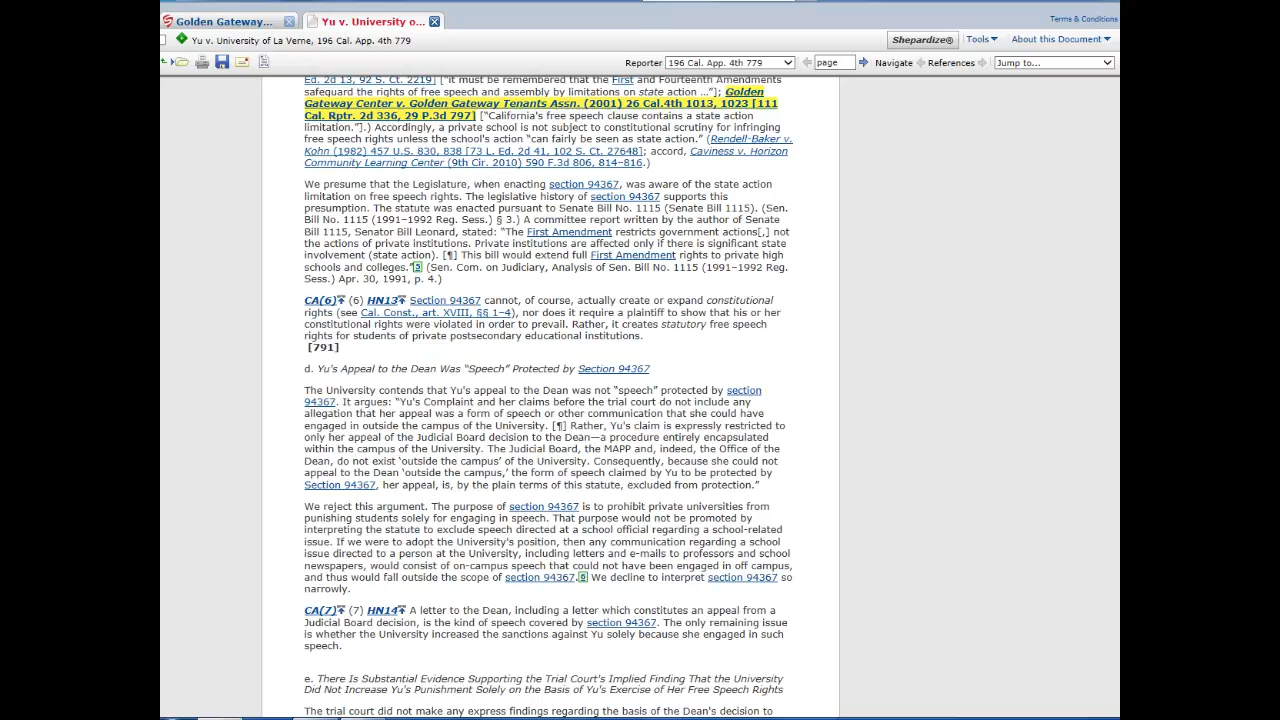 Golden Gateway...
Yu v. University o...
Terms & Conditions
Yu v. University of La Verne, 196 Cal. App. 4th 779
Shepardize®
Tools
About this Document
Reporter
196 Cal. App. 4th 779
page
Navigate
References
Jump to...
Ed. 2d 13, 92 S. Ct. 2219] ["it must be remembered that the First and Fourteenth Amendments
safeguard the rights of free speech and assembly by limitations on state action …"]; Golden
Gateway Center v. Golden Gateway Tenants Assn. (2001) 26 Cal.4th 1013, 1023 [111
Cal. Rptr. 2d 336, 29 P.3d 797] ["California's free speech clause contains a state action
limitation."].) Accordingly, a private school is not subject to constitutional scrutiny for infringing
free speech rights unless the school's action "can fairly be seen as state action." (Rendell-Baker v.
Kohn (1982) 457 U.S. 830, 838 [73 L. Ed. 2d 41, 102 S. Ct. 27648]; accord, Caviness v. Horizon
Community Learning Center (9th Cir. 2010) 590 F.3d 806, 814–816.)
We presume that the Legislature, when enacting section 94367, was aware of the state action
limitation on free speech rights. The legislative history of section 94367 supports this
presumption. The statute was enacted pursuant to Senate Bill No. 1115 (Senate Bill 1115). (Sen.
Bill No. 1115 (1991–1992 Reg. Sess.) § 3.) A committee report written by the author of Senate
Bill 1115, Senator Bill Leonard, stated: "The First Amendment restricts government actions[,] not
the actions of private institutions. Private institutions are affected only if there is significant state
involvement (state action). [¶] This bill would extend full First Amendment rights to private high
schools and colleges."5 (Sen. Com. on Judiciary, Analysis of Sen. Bill No. 1115 (1991–1992 Reg.
Sess.) Apr. 30, 1991, p. 4.)
CA(6) (6) HN13 Section 94367 cannot, of course, actually create or expand constitutional
rights (see Cal. Const., art. XVIII, §§ 1–4), nor does it require a plaintiff to show that his or her
constitutional rights were violated in order to prevail. Rather, it creates statutory free speech
rights for students of private postsecondary educational institutions.
[791]
d. Yu's Appeal to the Dean Was "Speech" Protected by Section 94367
The University contends that Yu's appeal to the Dean was not "speech" protected by section
94367. It argues: "Yu's Complaint and her claims before the trial court do not include any
allegation that her appeal was a form of speech or other communication that she could have
engaged in outside the campus of the University. [¶] Rather, Yu's claim is expressly restricted to
only her appeal of the Judicial Board decision to the Dean—a procedure entirely encapsulated
within the campus of the University. The Judicial Board, the MAPP and, indeed, the Office of the
Dean, do not exist 'outside the campus' of the University. Consequently, because she could not
appeal to the Dean 'outside the campus,' the form of speech claimed by Yu to be protected by
Section 94367, her appeal, is, by the plain terms of this statute, excluded from protection."
We reject this argument. The purpose of section 94367 is to prohibit private universities from
punishing students solely for engaging in speech. That purpose would not be promoted by
interpreting the statute to exclude speech directed at a school official regarding a school-related
issue. If we were to adopt the University's position, then any communication regarding a school
issue directed to a person at the University, including letters and e-mails to professors and school
newspapers, would consist of on-campus speech that could not have been engaged in off campus,
and thus would fall outside the scope of section 94367.6 We decline to interpret section 94367 so
narrowly.
CA(7) (7) HN14 A letter to the Dean, including a letter which constitutes an appeal from a
Judicial Board decision, is the kind of speech covered by section 94367. The only remaining issue
is whether the University increased the sanctions against Yu solely because she engaged in such
speech.
e. There Is Substantial Evidence Supporting the Trial Court's Implied Finding That the University
Did Not Increase Yu's Punishment Solely on the Basis of Yu's Exercise of Her Free Speech Rights
The trial court did not make any express findings regarding the basis of the Dean's decision to